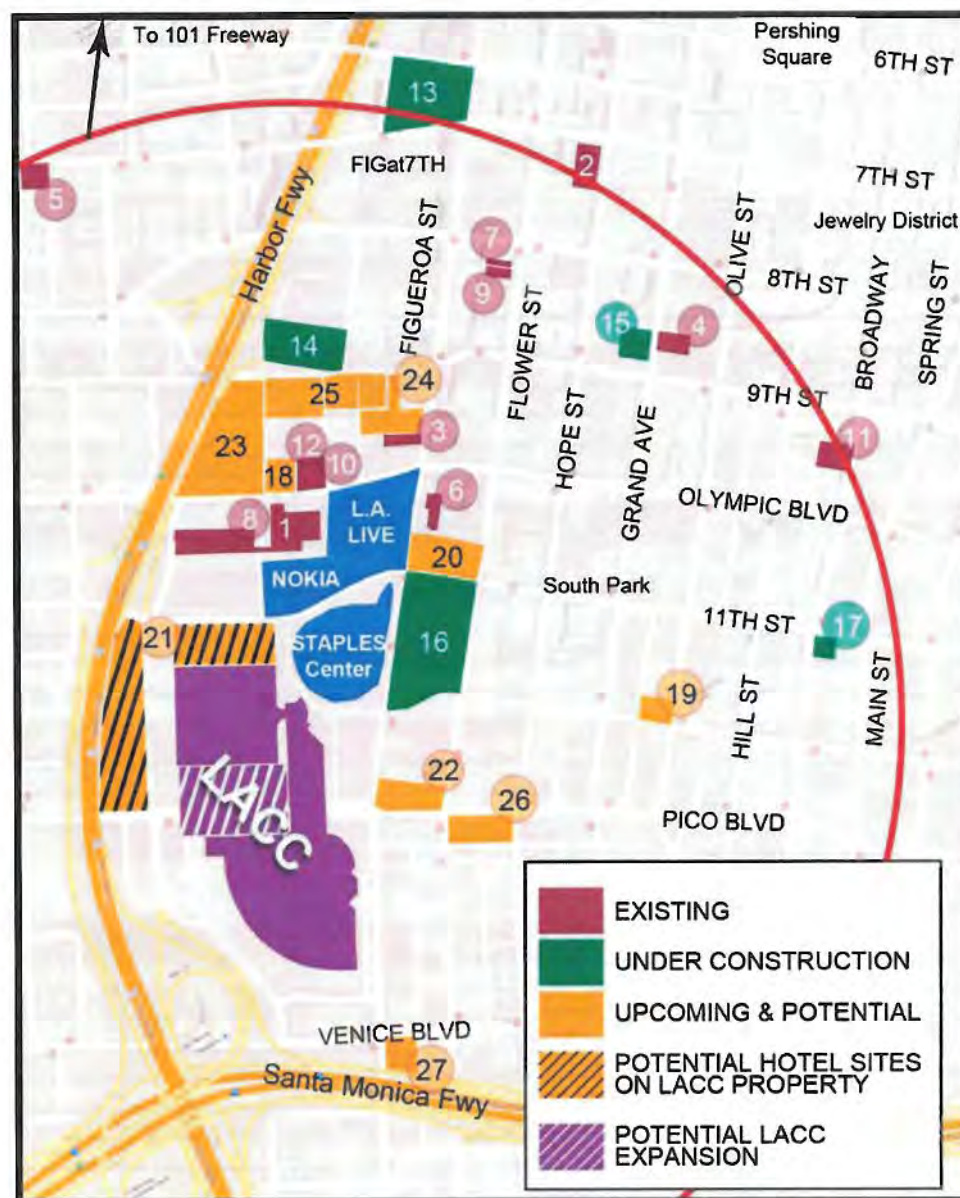 To 101 Freeway
Pershing
Square
6TH ST
13
FIGat7TH
2
7TH ST
5
Jewelry District
Harbor Fwy
FIGUEROA ST
7
OLIVE ST
8TH ST
9
FLOWER ST
BROADWAY
SPRING ST
15
4
14
24
25
9TH ST
HOPE ST
GRAND AVE
3
11
23
12
10
18
6
OLYMPIC BLVD
L.A.
LIVE
8
1
20
NOKIA
South Park
11TH ST
17
21
STAPLES
Center
16
MAIN ST
19
HILL ST
LACC
22
26
PICO BLVD
EXISTING
UNDER CONSTRUCTION
UPCOMING & POTENTIAL
POTENTIAL HOTEL SITES
ON LACC PROPERTY
POTENTIAL LACC
EXPANSION
VENICE BLVD
27
Santa Monica Fwy